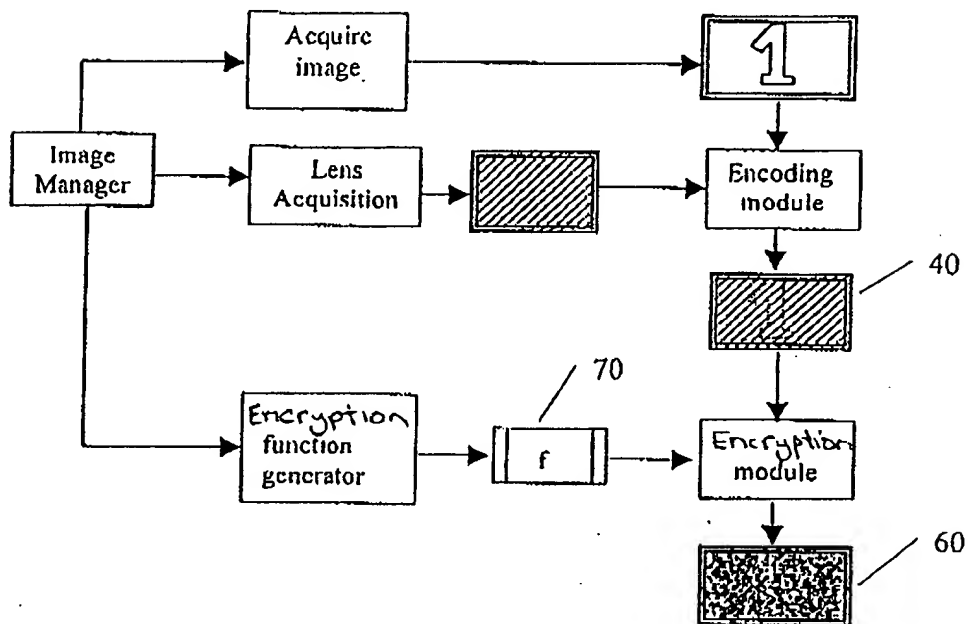 Acquire
image
1
Image
Manager
Lens
Acquisition
Encoding
module
40
70
Encryption
function
generator
f
Encryption
module
60